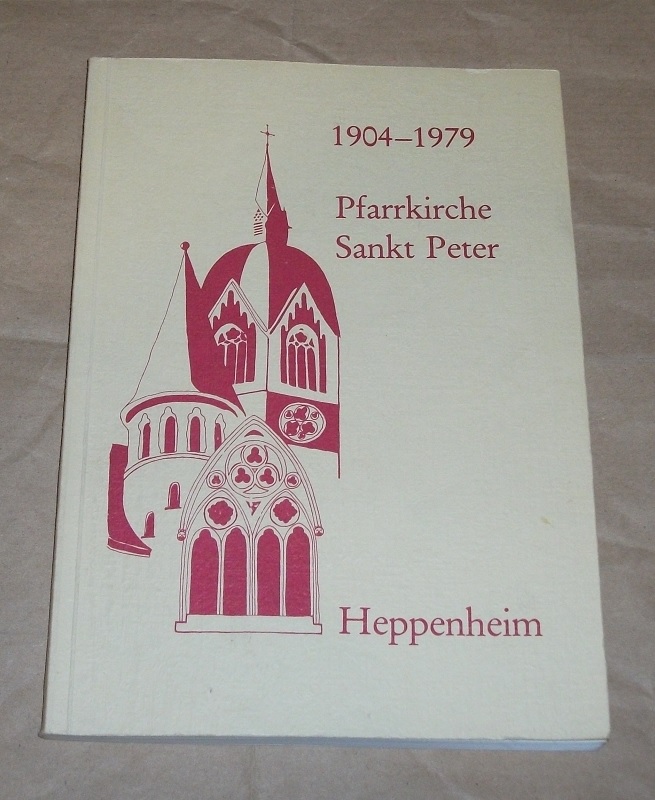 1904–1979
Pfarrkirche
Sankt Peter
Heppenheim